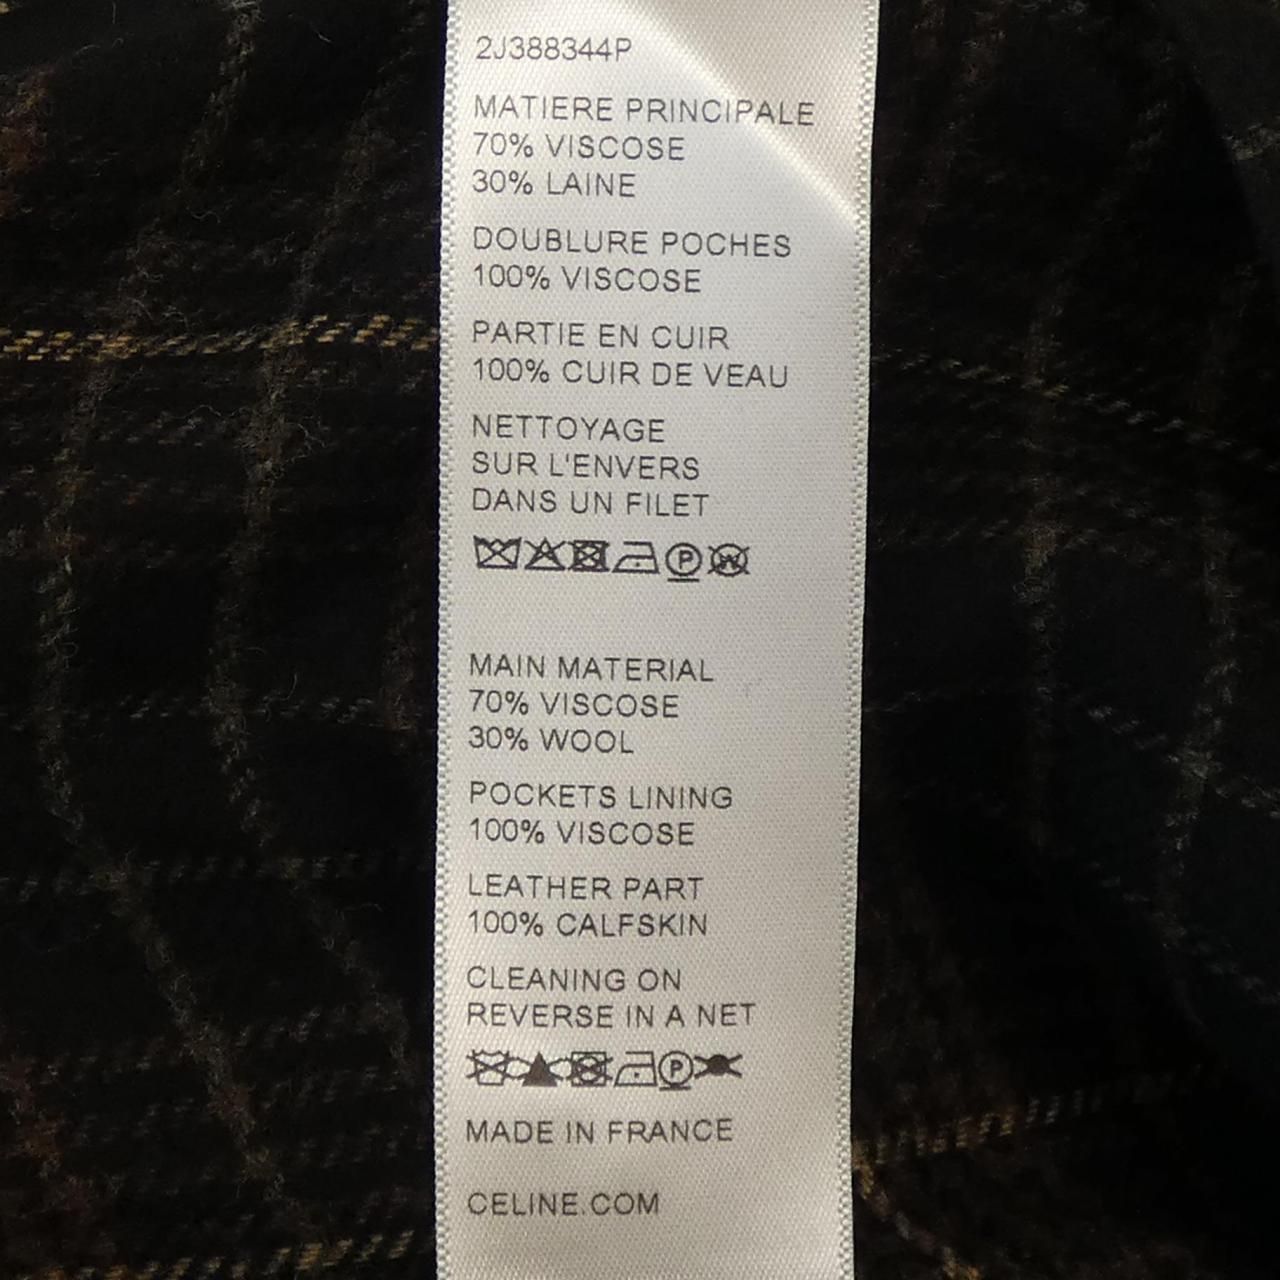 2J388344P
MATIERE PRINCIPALE
70% VISCOSE
30% LAINE
DOUBLURE POCHES
100% VISCOSE
PARTIE EN CUIR
100% CUIR DE VEAU
NETTOYAGE
SUR L'ENVERS
DANS UN FILET
P W
MAIN MATERIAL
70% VISCOSE
30% WOOL
POCKETS LINING
100% VISCOSE
LEATHER PART
100% CALFSKIN
CLEANING ON
REVERSE IN A NET
P
MADE IN FRANCE
CELINE.COM